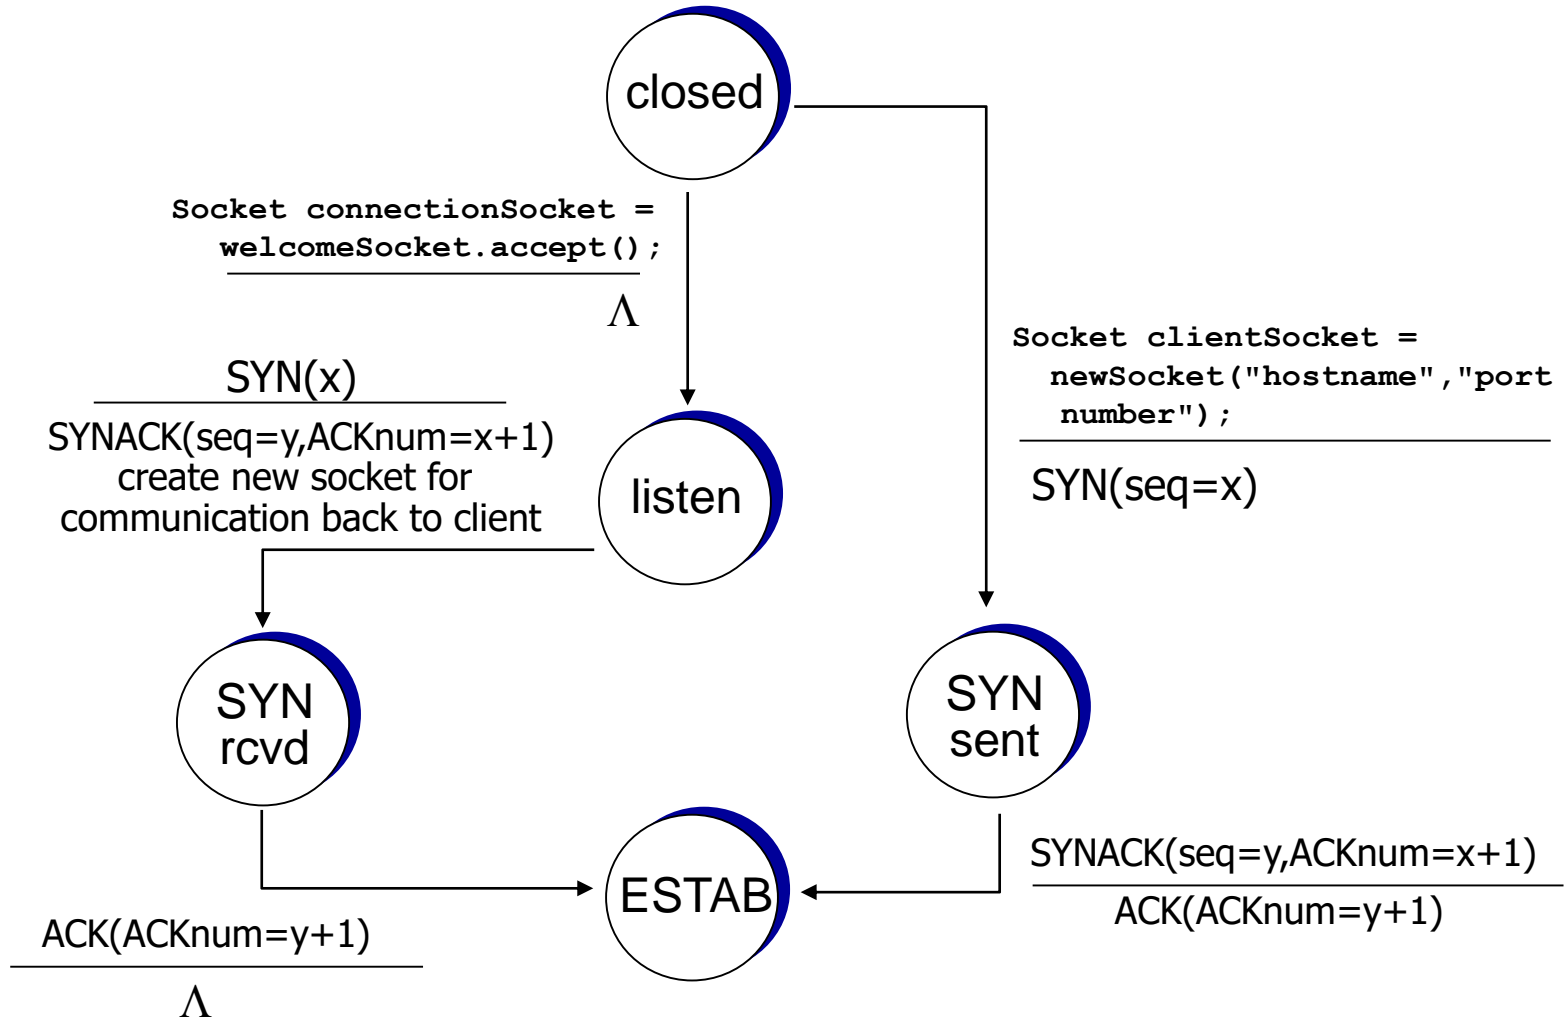 closed
Socket connectionSocket =
welcomeSocket.accept();
Λ
Socket clientSocket =
newSocket("hostname","port
number");
SYN(seq=x)
SYN(x)
SYNACK(seq=y,ACKnum=x+1)
create new socket for
communication back to client
listen
SYN
rcvd
SYN
sent
ESTAB
SYNACK(seq=y,ACKnum=x+1)
ACK(ACKnum=y+1)
ACK(ACKnum=y+1)
Λ